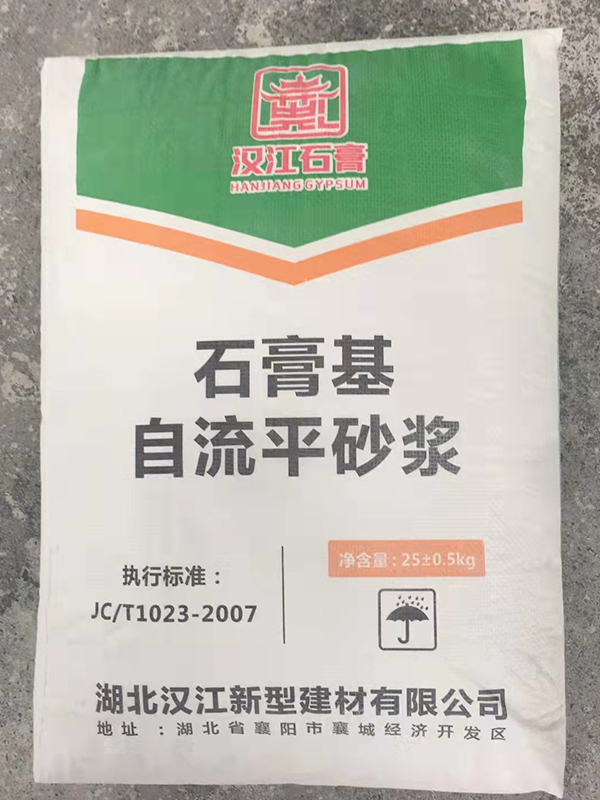 汉江石膏
HANJIANG GYPSUM
石膏基
自流平砂浆
执行标准：
JC/T1023-2007
净含量：25±0.5kg
湖北汉江新型建材有限公司
地址：湖北省襄阳市襄城经济开发区